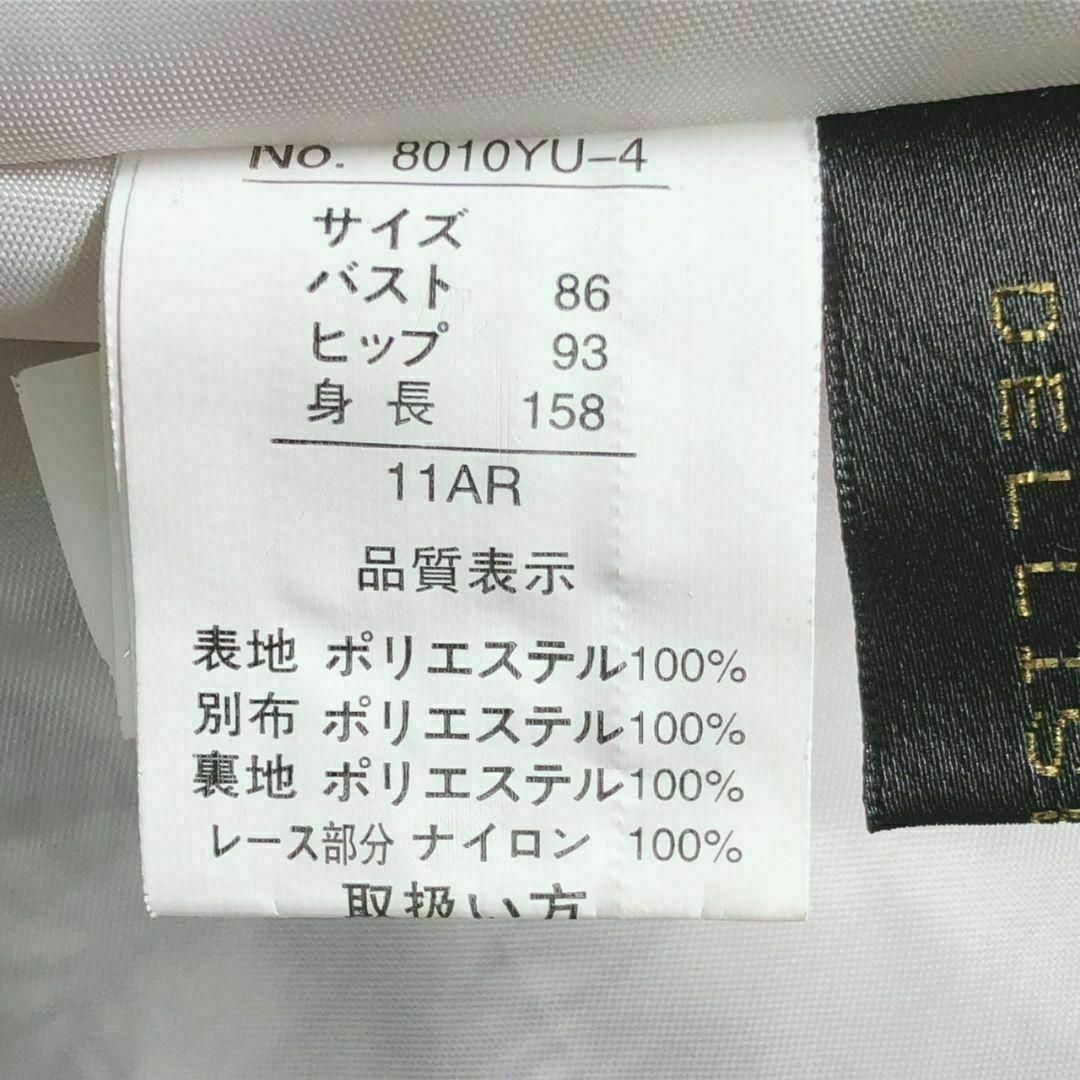 No. 8010YU-4
サイズ
バスト 86
ヒップ 93
身長 158
11AR
品質表示
表地 ポリエステル100%
別布 ポリエステル100%
裏地 ポリエステル100%
レース部分 ナイロン 100%
取扱い方
DELLIS